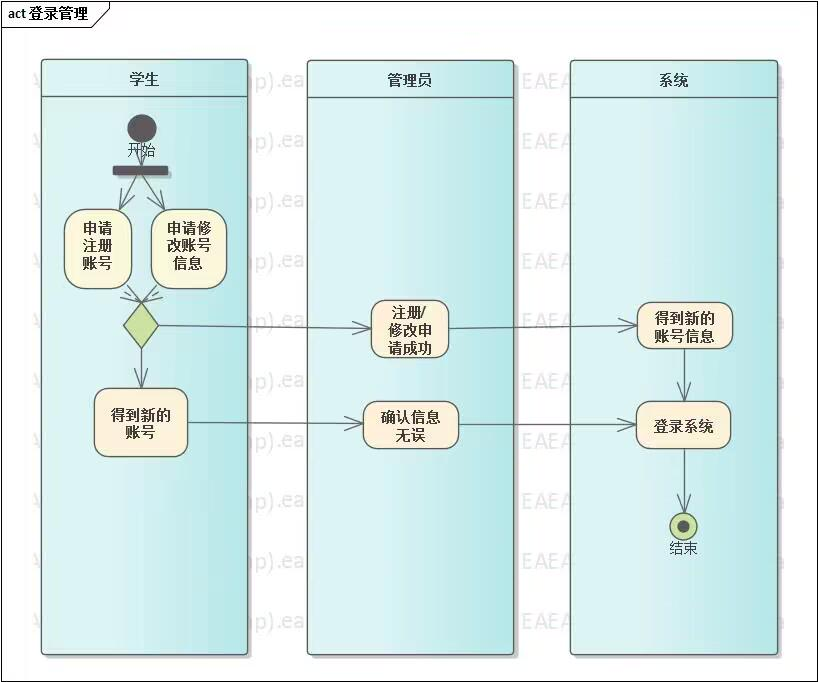 act 登录管理
学生
管理员
系统
开始
申请
注册
账号
申请修
改账号
信息
注册/
修改申
请成功
得到新的
账号信息
得到新的
账号
确认信息
无误
登录系统
结束